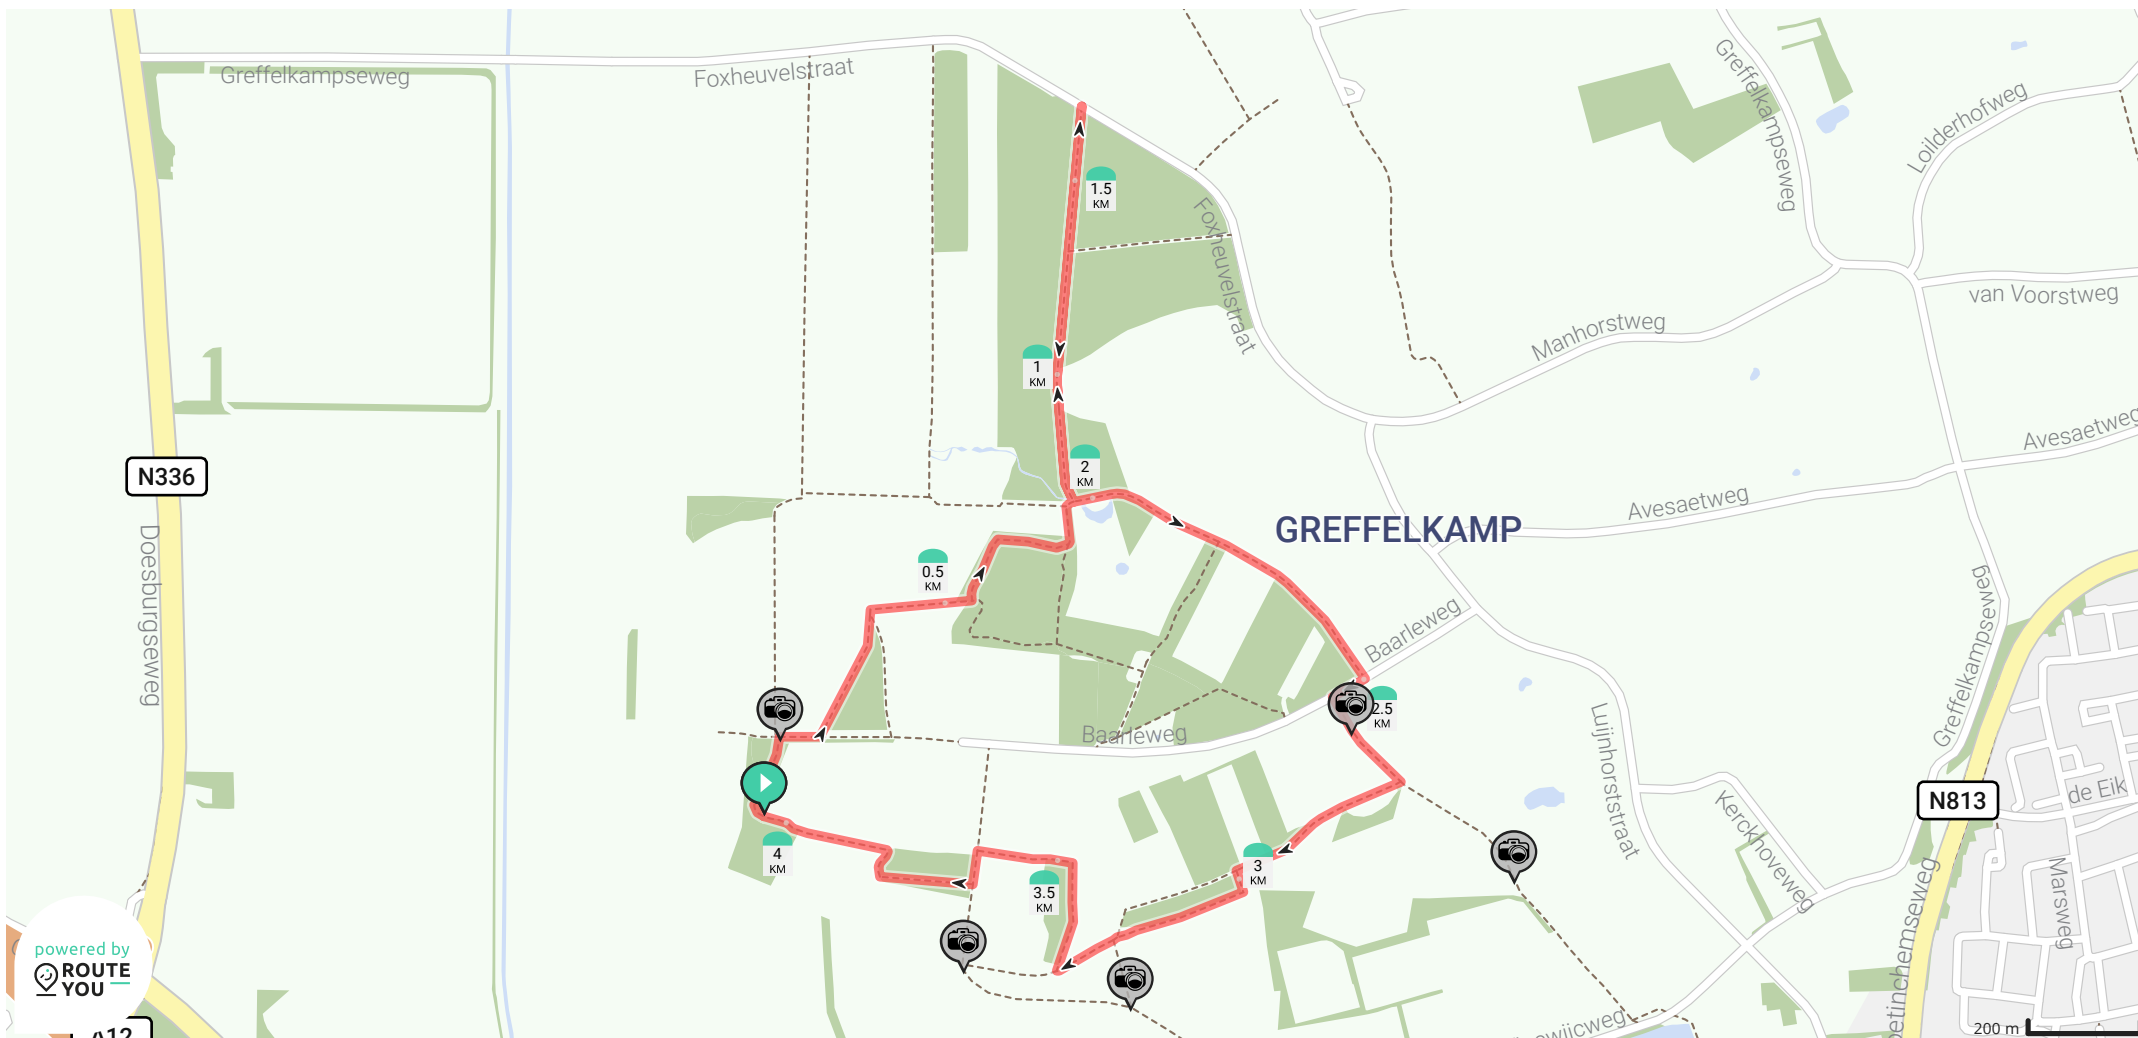 Greffelkampseweg
Foxheuvelstraat
Greffelkampseweg
Loilderhofweg
1.5
KM
Foxheuvelstraat
van Voorstweg
Manhorstweg
1
KM
Avesaetweg
2
KM
N336
Avesaetweg
GREFFELKAMP
Doesburgseweg
0.5
KM
Greffelkampseweg
Baarleweg
Greffelkampseweg
2.5
KM
Baarleweg
Luijnhorststraat
Kerckhoveweg
N813
de Eik
4
KM
3
KM
3.5
KM
Marsweg
powered by
ROUTE
YOU
A12
200 m